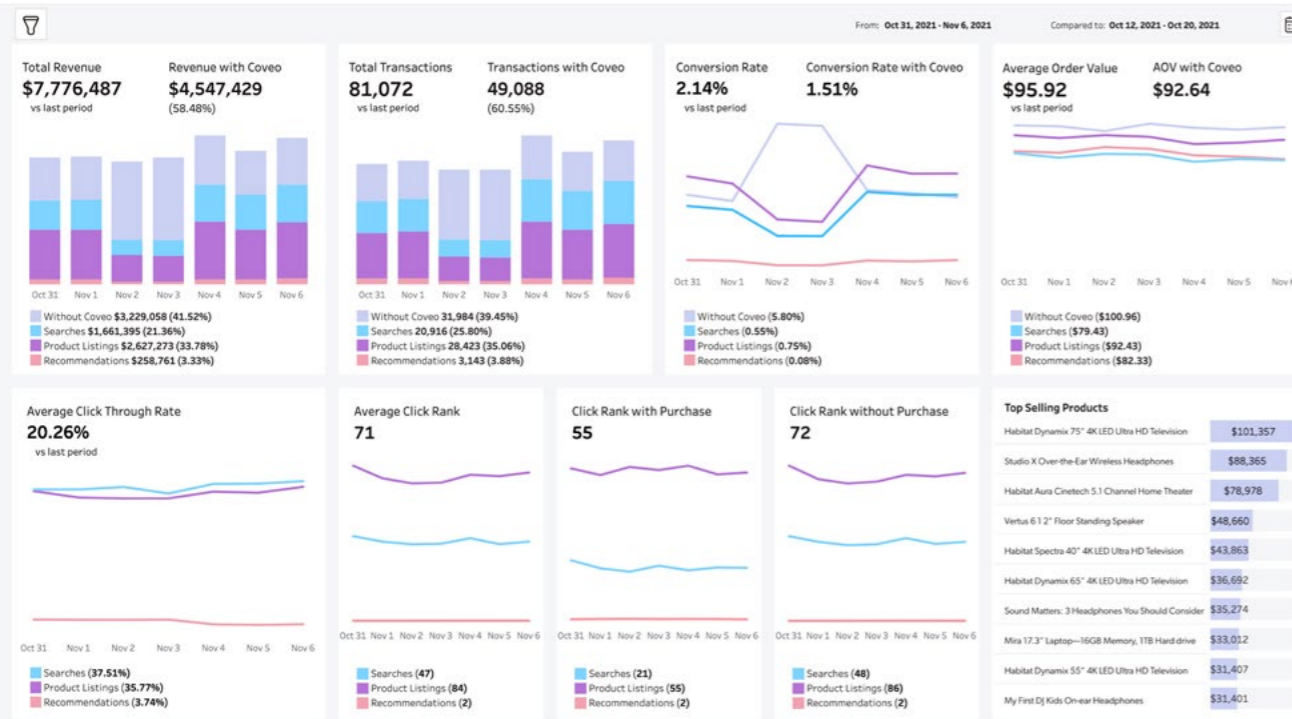 From: Oct 31, 2021 - Nov 6, 2021
Compared to: Oct 12, 2021 - Oct 20, 2021
Total Revenue
$7,776,487
vs last period
Revenue with Coveo
$4,547,429
(58.48%)
Oct 31 Nov 1 Nov 2 Nov 3 Nov 4 Nov 5 Nov 6
Without Coveo $3,229,058 (41.52%)
Searches $1,661,395 (21.36%)
Product Listings $2,627,273 (33.78%)
Recommendations $258,761 (3.33%)
Total Transactions
81,072
vs last period
Transactions with Coveo
49,088
(60.55%)
Oct 31 Nov 1 Nov 2 Nov 3 Nov 4 Nov 5 Nov 6
Without Coveo 31,984 (39.45%)
Searches 20,916 (25.80%)
Product Listings 28,423 (35.06%)
Recommendations 3,143 (3.88%)
Conversion Rate
2.14%
vs last period
Conversion Rate with Coveo
1.51%
Oct 31 Nov 1 Nov 2 Nov 3 Nov 4 Nov 5 Nov 6
Without Coveo (5.80%)
Searches (0.55%)
Product Listings (0.75%)
Recommendations (0.08%)
Average Order Value
$95.92
vs last period
AOV with Coveo
$92.64
Oct 31 Nov 1 Nov 2 Nov 3 Nov 4 Nov 5 Nov 6
Without Coveo ($100.96)
Searches ($79.43)
Product Listings ($92.43)
Recommendations ($82.33)
Average Click Through Rate
20.26%
vs last period
Oct 31 Nov 1 Nov 2 Nov 3 Nov 4 Nov 5 Nov 6
Searches (37.51%)
Product Listings (35.77%)
Recommendations (3.74%)
Average Click Rank
71
Oct 31 Nov 1 Nov 2 Nov 3 Nov 4 Nov 5 Nov 6
Searches (47)
Product Listings (84)
Recommendations (2)
Click Rank with Purchase
55
Oct 31 Nov 1 Nov 2 Nov 3 Nov 4 Nov 5 Nov 6
Searches (21)
Product Listings (55)
Recommendations (2)
Click Rank without Purchase
72
Oct 31 Nov 1 Nov 2 Nov 3 Nov 4 Nov 5 Nov 6
Searches (48)
Product Listings (86)
Recommendations (2)
Top Selling Products
Habitat Dynamix 75" 4K LED Ultra HD Television $101,357
Studio X Over-the-Ear Wireless Headphones $88,365
Habitat Aura Cinetech 5.1 Channel Home Theater $78,978
Vertus 6 1 2" Floor Standing Speaker $48,660
Habitat Spectra 40" 4K LED Ultra HD Television $43,863
Habitat Dynamix 65" 4K LED Ultra HD Television $36,692
Sound Matters: 3 Headphones You Should Consider $35,274
Mira 17.3" Laptop—16GB Memory, 1TB Hard drive $33,012
Habitat Dynamix 55" 4K LED Ultra HD Television $31,407
My First DJ Kids On-ear Headphones $31,401